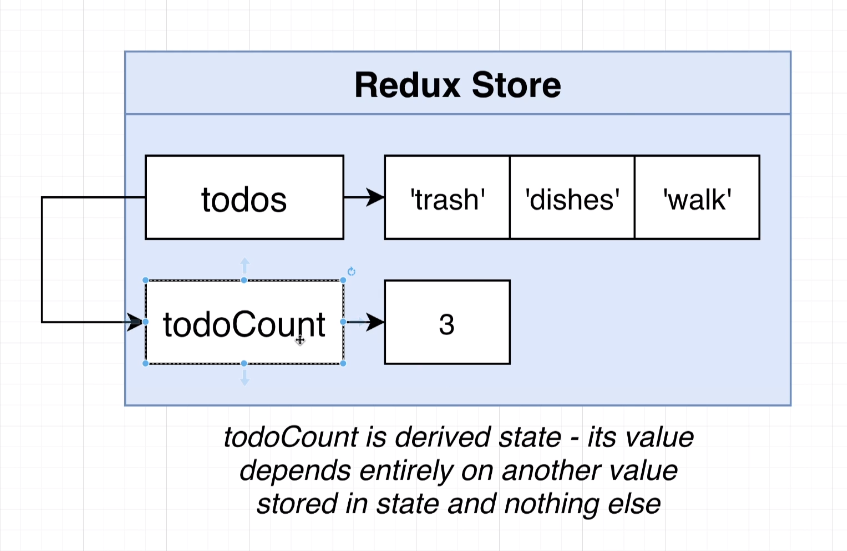 Redux Store
todos
'trash'
'dishes'
'walk'
todoCount
3
todoCount is derived state - its value
depends entirely on another value
stored in state and nothing else